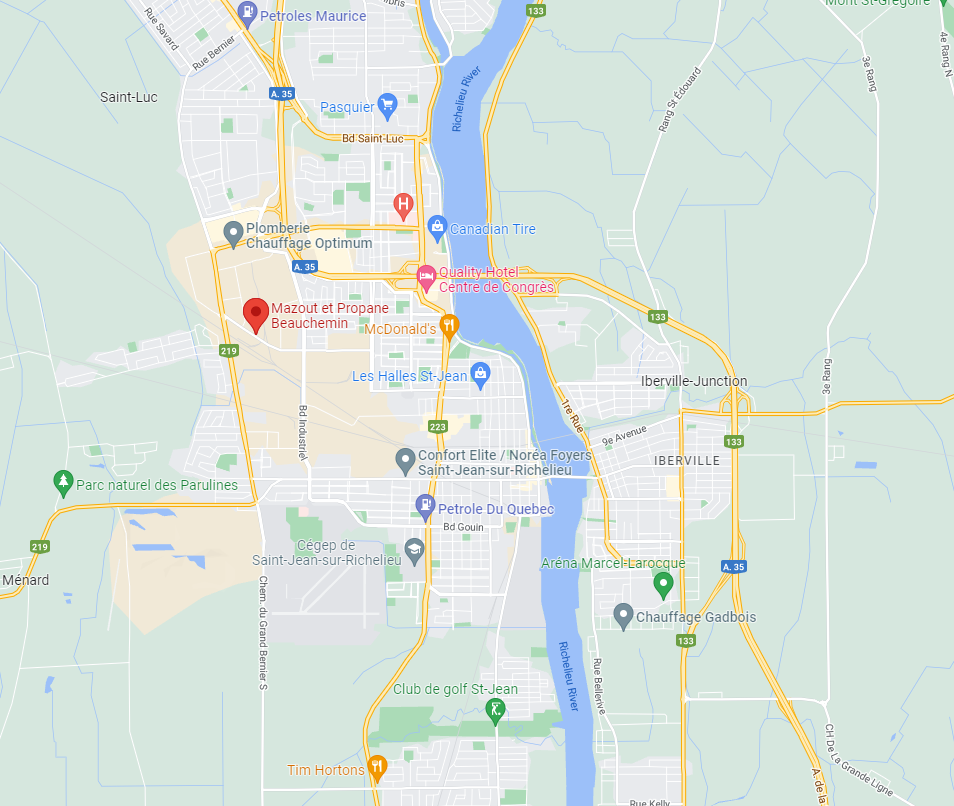 bris
133
Mont St-Grégoire
Rue Savard
Petroles Maurice
Rue Bernier
4e Rang N
3e Rang
Richelieu River
Rang St Édouard
Saint-Luc
A. 35
Pasquier
Bd Saint-Luc
H
Plomberie
Chauffage Optimum
Canadian Tire
A. 35
Quality Hotel
Centre de Congrès
Mazout et Propane
Beauchemin
McDonald's
133
219
Les Halles St-Jean
Iberville-Junction
3e Rang
1re Rue
Bd Industriel
223
9e Avenue
133
Confort Elite / Noréa Foyers
Saint-Jean-sur-Richelieu
IBERVILLE
Parc naturel des Parulines
Petrole Du Quebec
Bd Gouin
219
Cégep de
Saint-Jean-sur-Richelieu
Aréna Marcel-Larocque
A. 35
Ménard
Chem. du Grand Bernier S
Chauffage Gadbois
133
Richelieu River
Rue Bellerive
Club de golf St-Jean
CH De La Grande Ligne
Tim Hortons
A. de la
Rue Kelly